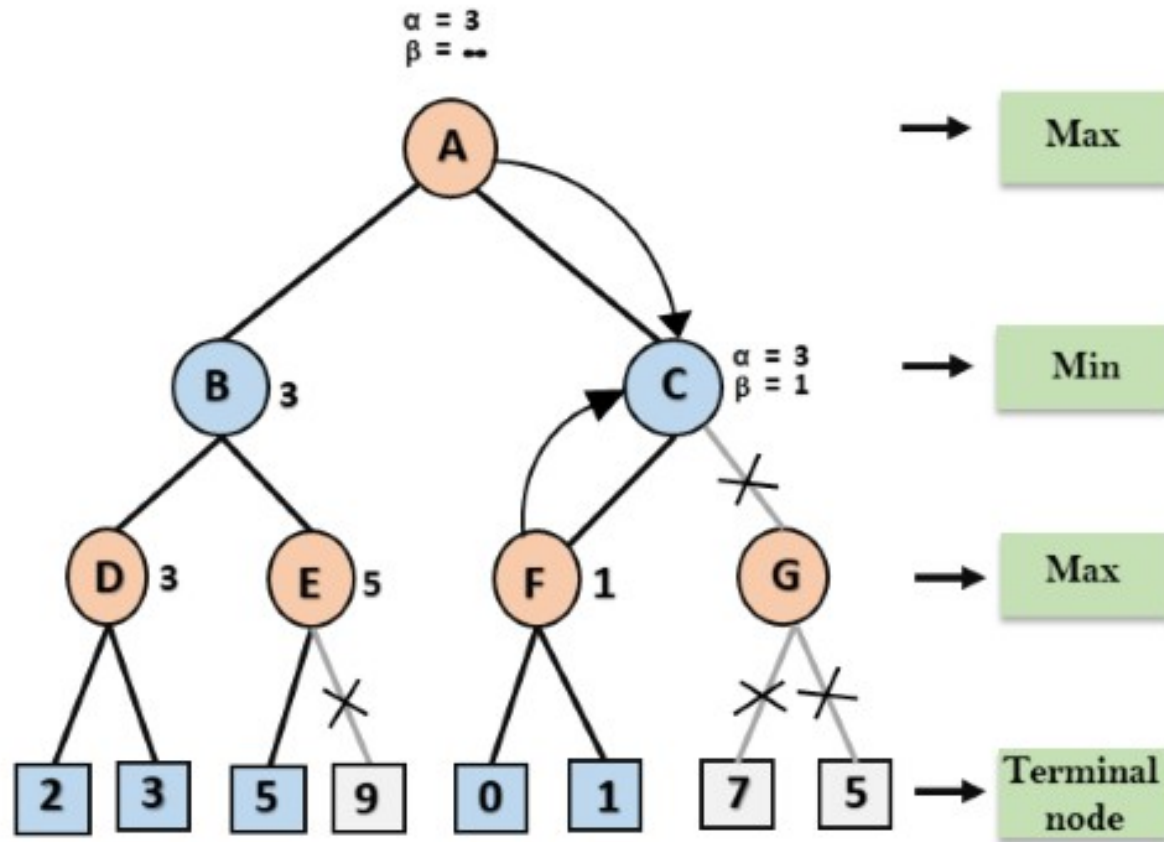 α = 3
β = ∞
A
Max
B
3
C
α = 3
β = 1
Min
D
3
E
5
F
1
G
Max
2
3
5
9
0
1
7
5
Terminal
node